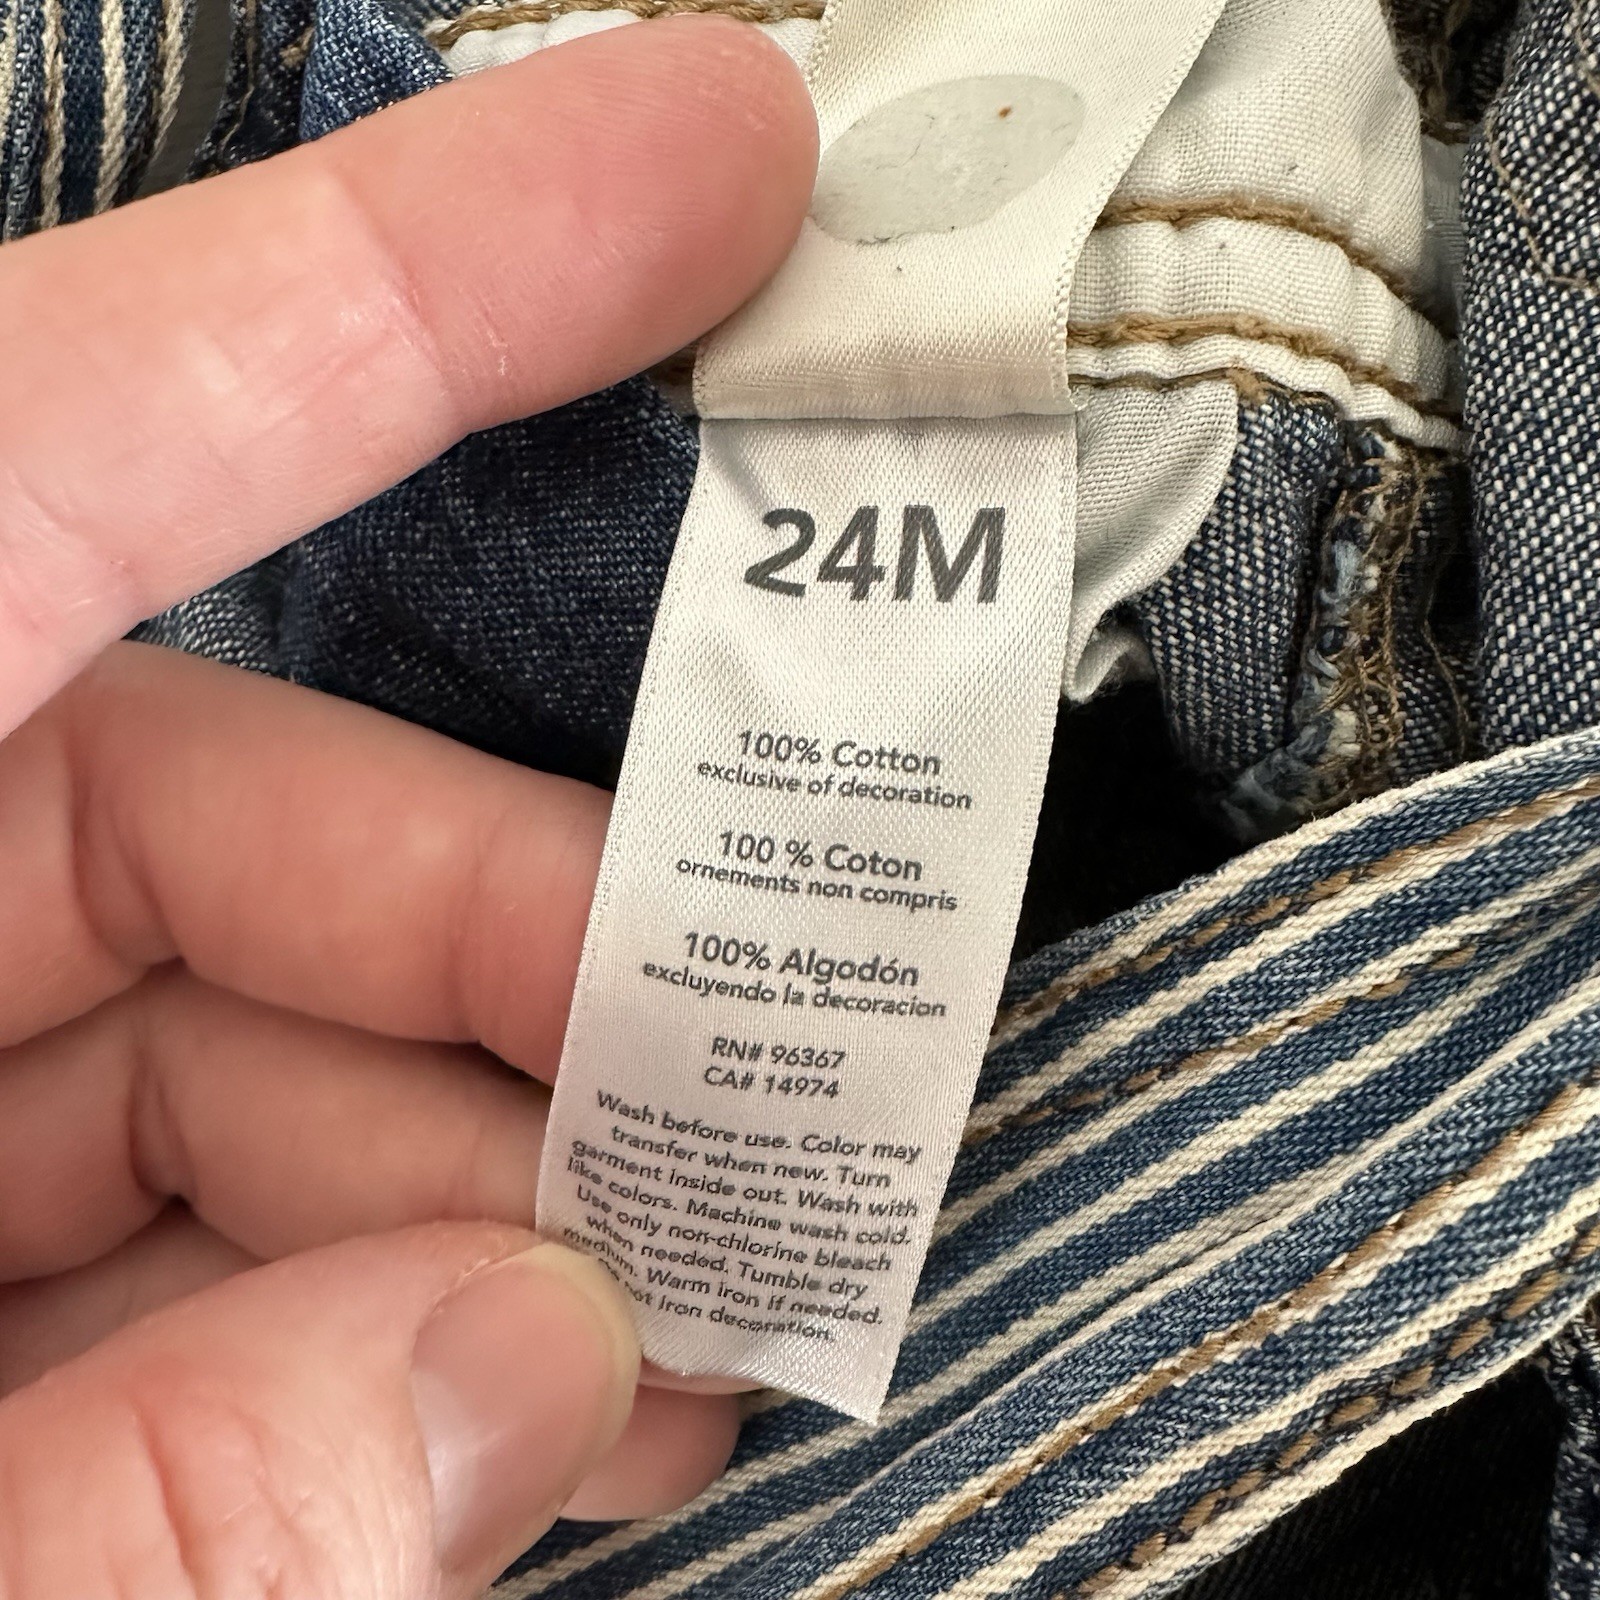 24M
100% Cotton
exclusive of decoration
100 % Coton
ornements non compris
100% Algodón
excluyendo la decoracion
RN# 96367
CA# 14974
Wash before use. Color may
transfer when new. Turn
garment inside out. Wash with
like colors. Machine wash cold.
Use only non-chlorine bleach
when needed. Tumble dry
medium. Warm iron if needed.
iron decoration.